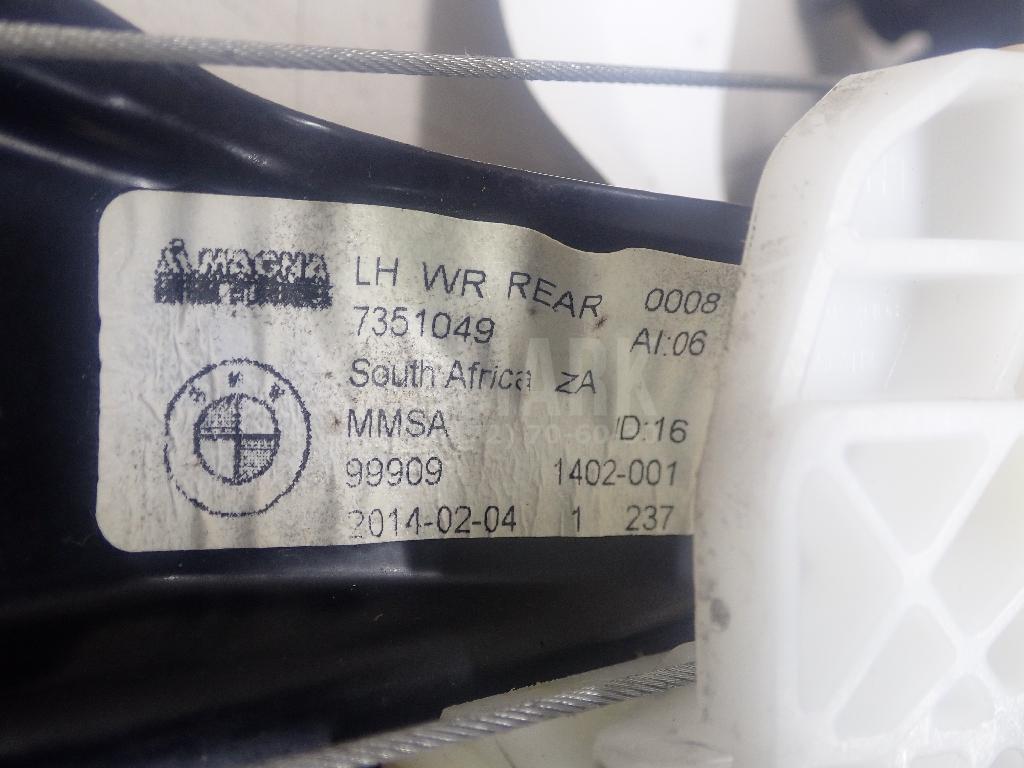 MAGNA
LH WR REAR 0008
7351049 AI:06
South Africa ZA
MMSA ID:16
99909 1402-001
2014-02-04 1 237
BMW